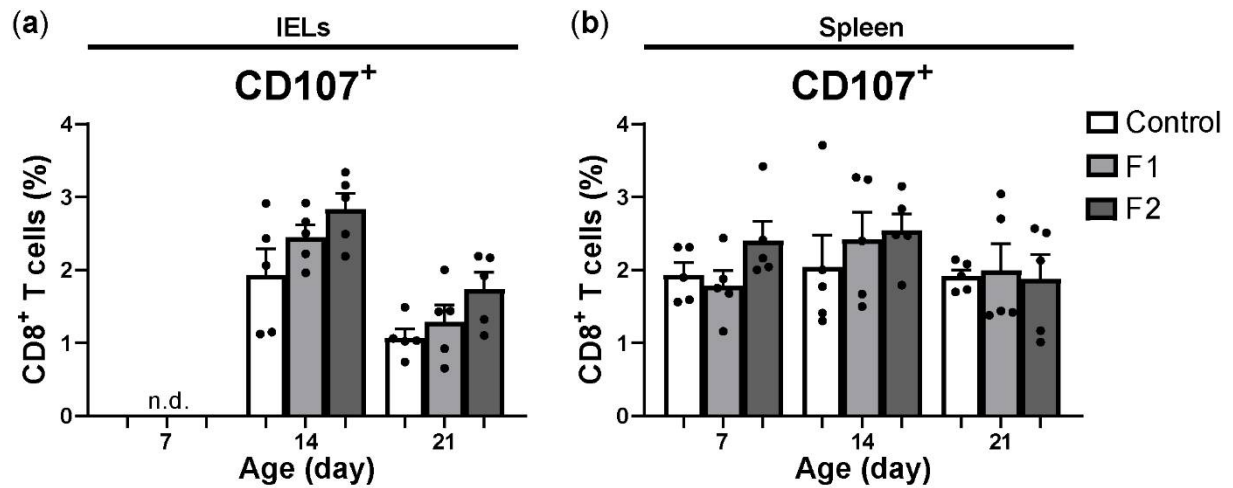 (a)
IELs
CD107⁺
CD8⁺ T cells (%)
4
3
2
1
0
n.d.
7
14
21
Age (day)
(b)
Spleen
CD107⁺
CD8⁺ T cells (%)
4
3
2
1
0
7
14
21
Age (day)
Control
F1
F2